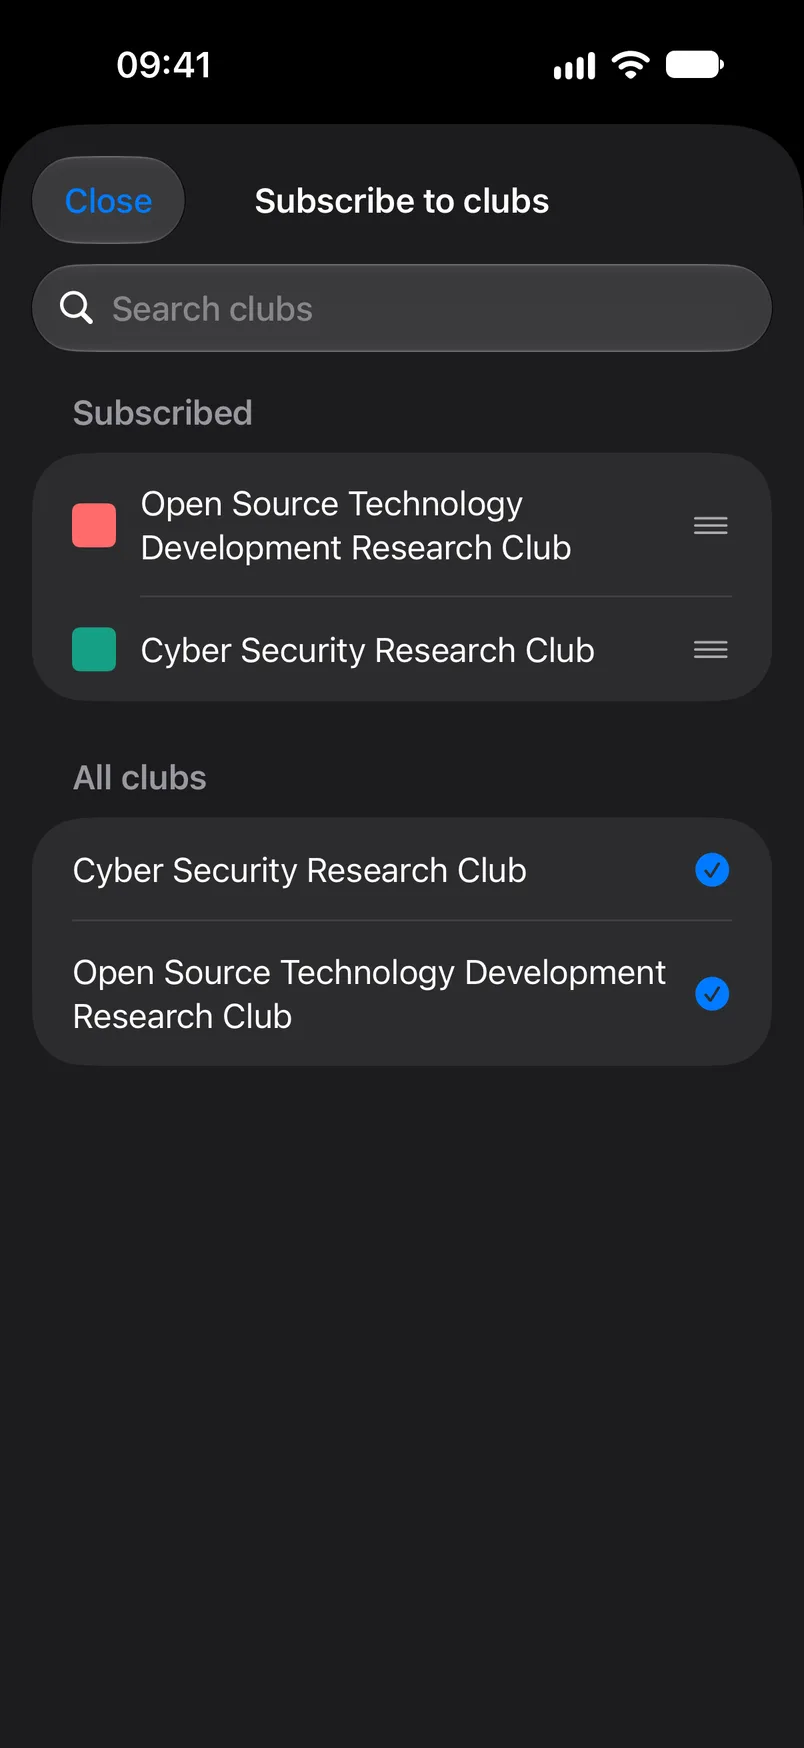 09:41
Close
Subscribe to clubs
Search clubs
Subscribed
Open Source Technology
Development Research Club
Cyber Security Research Club
All clubs
Cyber Security Research Club
Open Source Technology Development
Research Club